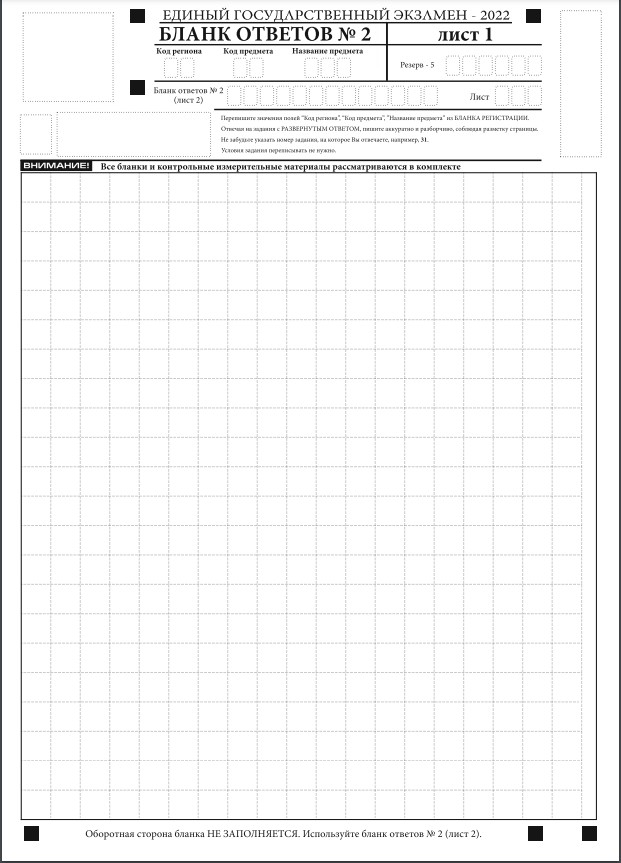 ЕДИНЫЙ ГОСУДАРСТВЕННЫЙ ЭКЗАМЕН - 2022
БЛАНК ОТВЕТОВ № 2
лист 1
Код региона Код предмета Название предмета
Резерв - 5
Бланк ответов № 2
(лист 2)
Лист
Перепишите значения полей "Код региона", "Код предмета", "Название предмета" из БЛАНКА РЕГИСТРАЦИИ.
Отвечая на задания с РАЗВЕРНУТЫМ ОТВЕТОМ, пишите аккуратно и разборчиво, соблюдая разметку страницы.
Не забудьте указать номер задания, на которое Вы отвечаете, например, 31.
Условия задания переписывать не нужно.
ВНИМАНИЕ! Все бланки и контрольные измерительные материалы рассматриваются в комплекте
Оборотная сторона бланка НЕ ЗАПОЛНЯЕТСЯ. Используйте бланк ответов № 2 (лист 2).